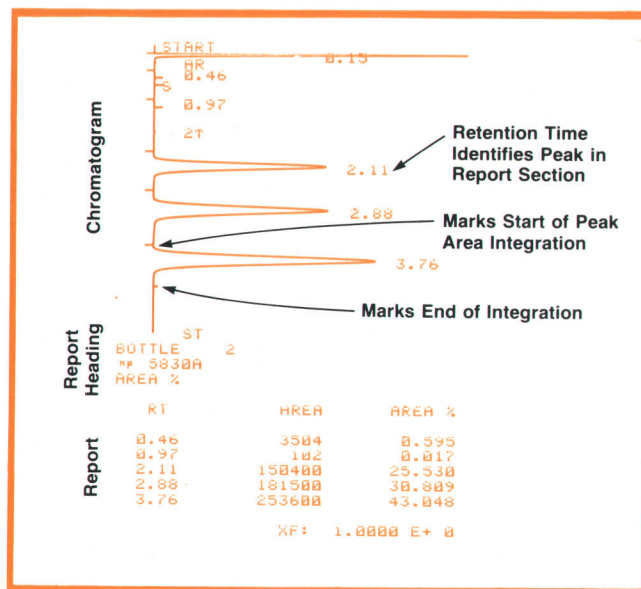 START
0.15
AR
0.46
S
0.97
2↑
Chromatogram
2.11
Retention Time
Identifies Peak in
Report Section
2.88
Marks Start of Peak
Area Integration
3.76
Marks End of Integration
ST
Report
Heading
BOTTLE 2
hp 5830A
AREA %
Report
RT AREA AREA %
0.46 3504 0.595
0.97 102 0.017
2.11 150400 25.530
2.88 181500 30.809
3.76 253600 43.048
XF: 1.0000 E+ 0